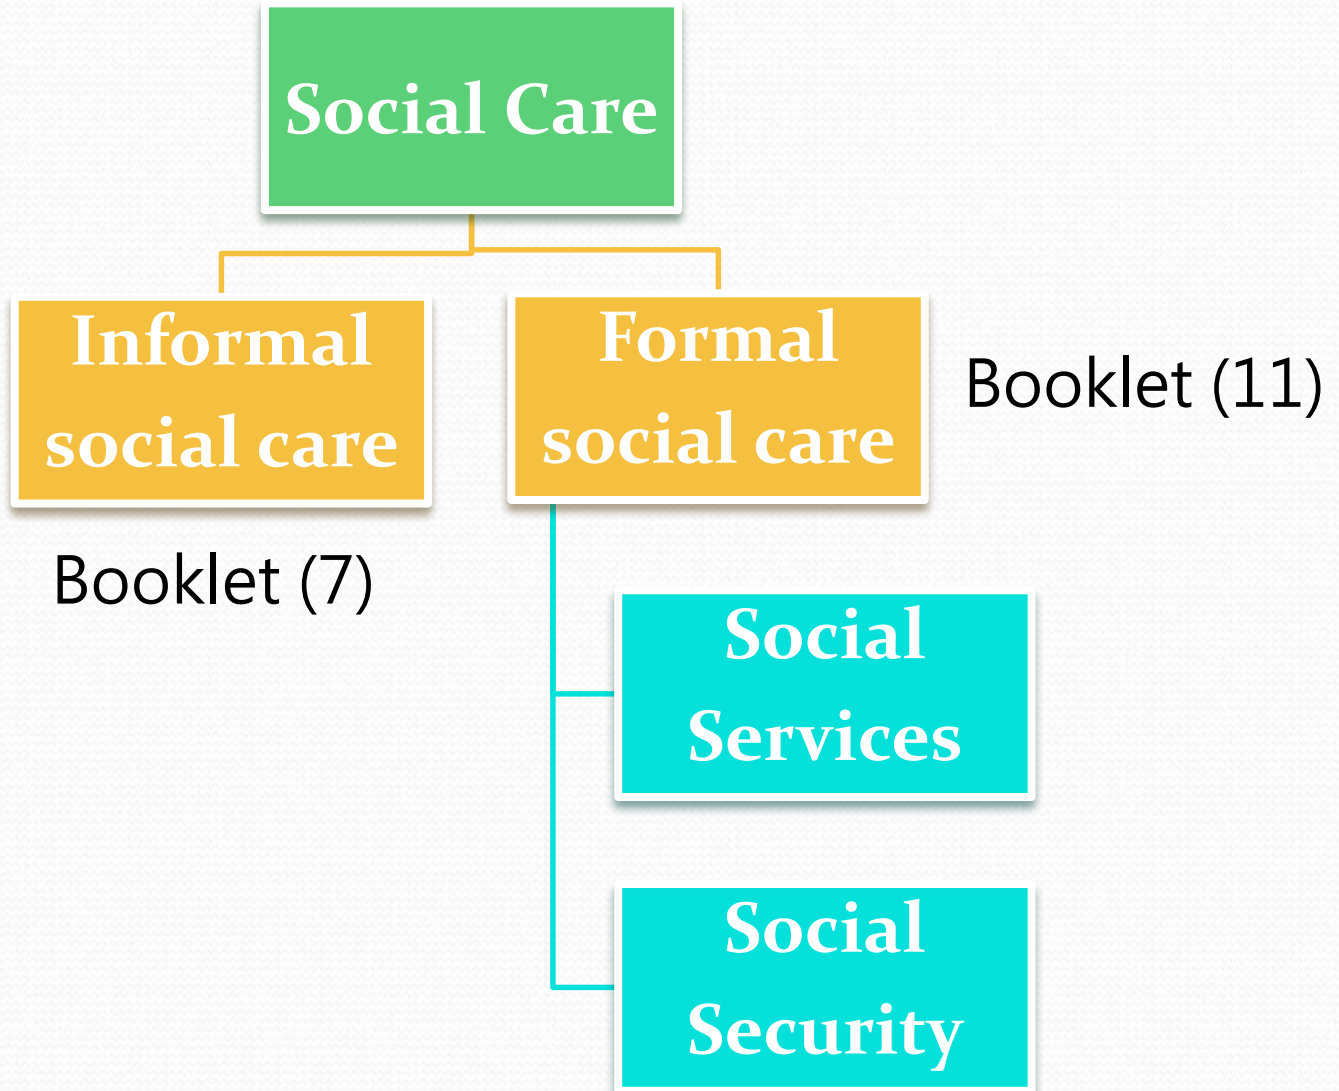 Social Care
Informal
social care
Booklet (7)
Formal
social care
Booklet (11)
Social
Services
Social
Security